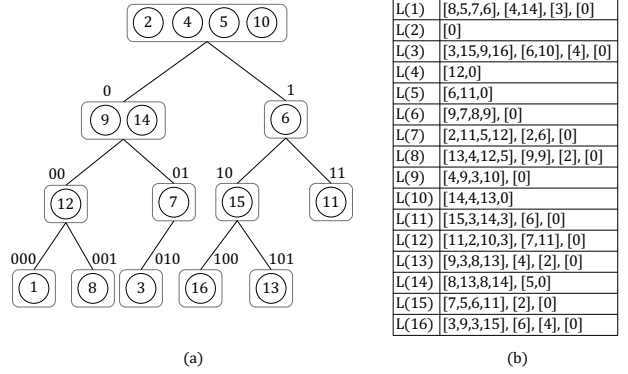 2 4 5 10
0 1
9 14 6
00 01 10 11
12 7 15 11
000 001 010 100 101
1 8 3 16 13
(a)
L(1) [8,5,7,6], [4,14], [3], [0]
L(2) [0]
L(3) [3,15,9,16], [6,10], [4], [0]
L(4) [12,0]
L(5) [6,11,0]
L(6) [9,7,8,9], [0]
L(7) [2,11,5,12], [2,6], [0]
L(8) [13,4,12,5], [9,9], [2], [0]
L(9) [4,9,3,10], [0]
L(10) [14,4,13,0]
L(11) [15,3,14,3], [6], [0]
L(12) [11,2,10,3], [7,11], [0]
L(13) [9,3,8,13], [4], [2], [0]
L(14) [8,13,8,14], [5,0]
L(15) [7,5,6,11], [2], [0]
L(16) [3,9,3,15], [6], [4], [0]
(b)